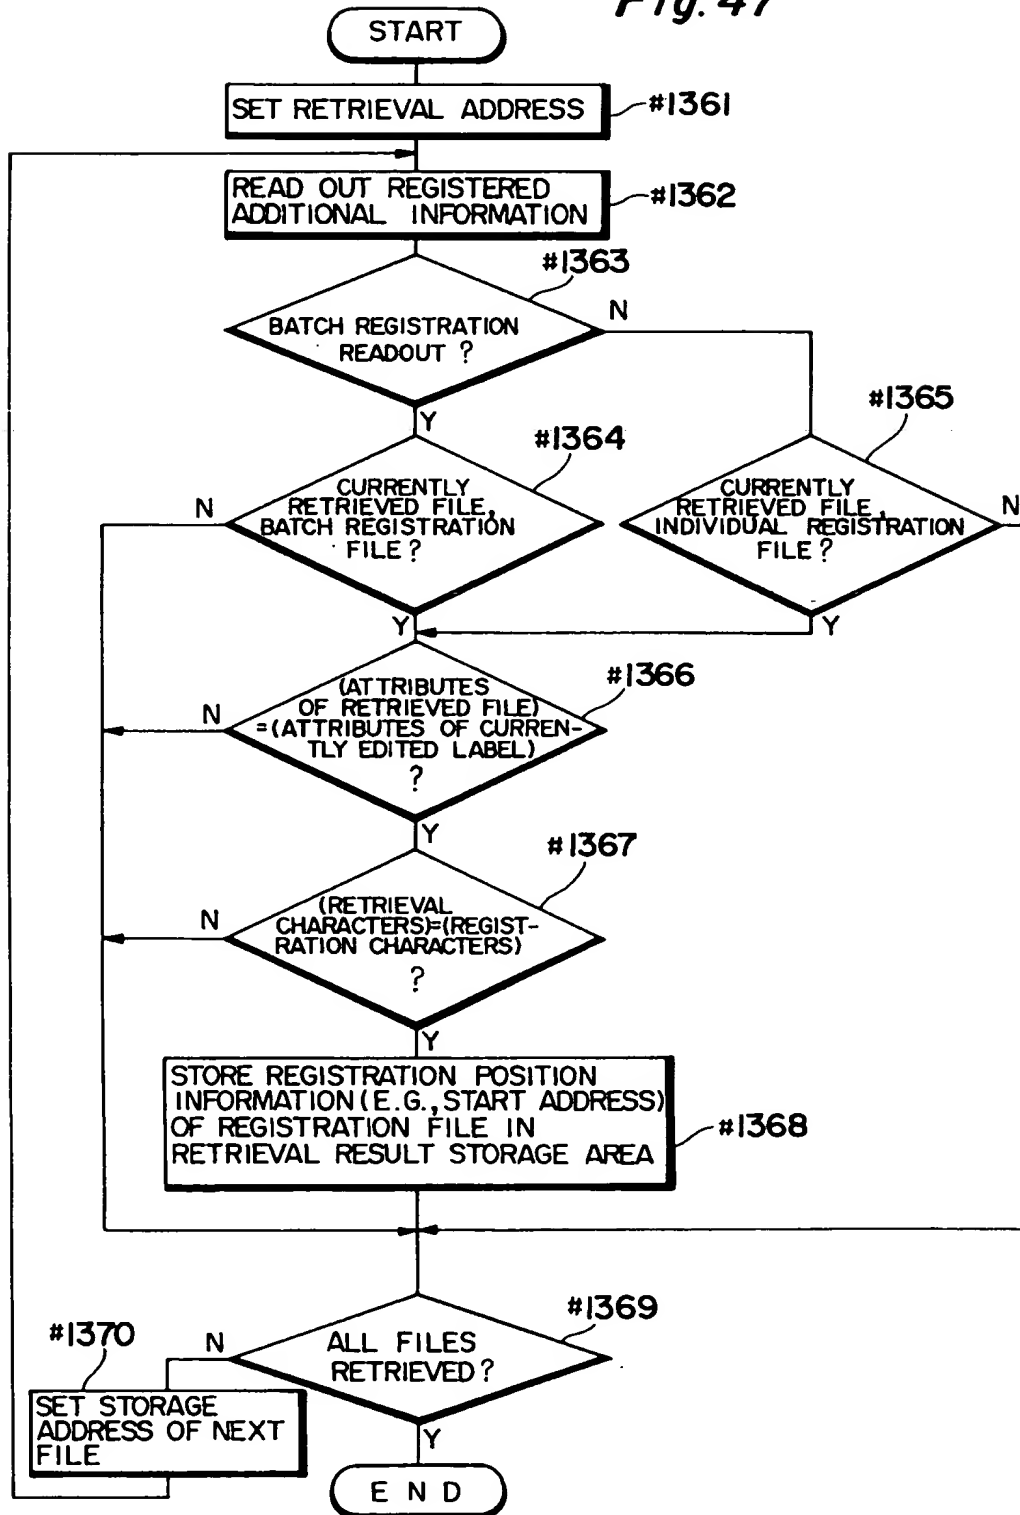 Fig. 47
START
SET RETRIEVAL ADDRESS
#1361
READ OUT REGISTERED
ADDITIONAL INFORMATION
#1362
#1363
BATCH REGISTRATION
READOUT ?
N
Y
#1364
#1365
CURRENTLY
RETRIEVED FILE,
BATCH REGISTRATION
FILE ?
N
Y
CURRENTLY
RETRIEVED FILE,
INDIVIDUAL REGISTRATION
FILE ?
N
Y
#1366
(ATTRIBUTES
OF RETRIEVED FILE)
=(ATTRIBUTES OF CURREN-
TLY EDITED LABEL)
?
N
Y
#1367
(RETRIEVAL
CHARACTERS)=(REGIST-
RATION CHARACTERS)
?
N
Y
STORE REGISTRATION POSITION
INFORMATION (E.G., START ADDRESS)
OF REGISTRATION FILE IN
RETRIEVAL RESULT STORAGE AREA
#1368
#1369
ALL FILES
RETRIEVED ?
N
Y
#1370
SET STORAGE
ADDRESS OF NEXT
FILE
END